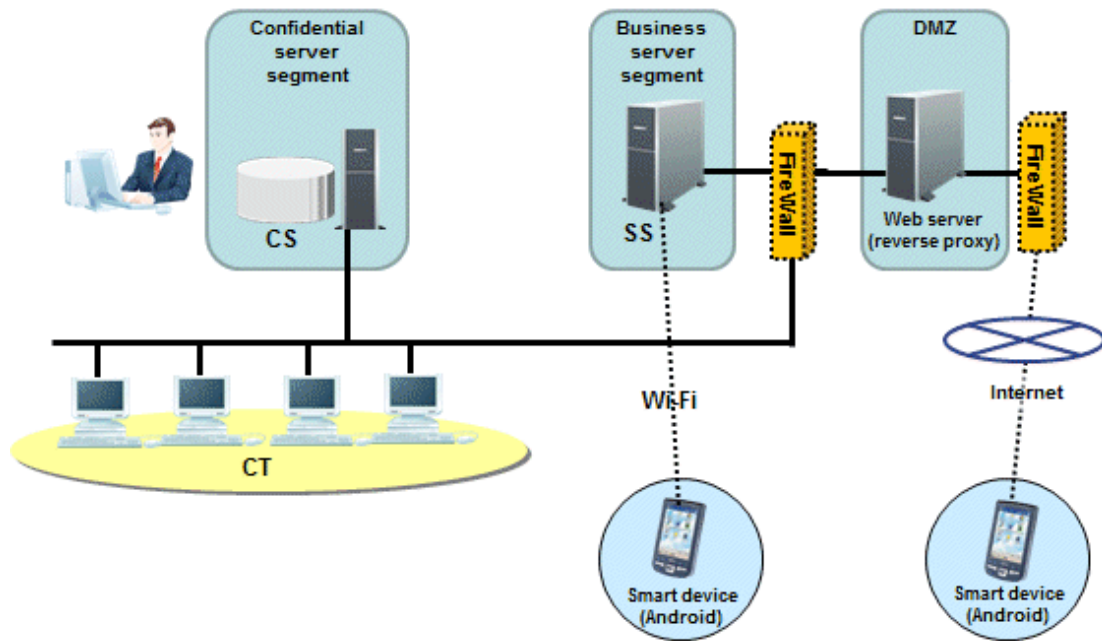 Confidential
server
segment
CS
Business
server
segment
SS
FireWall
DMZ
Web server
(reverse proxy)
FireWall
CT
Wi-Fi
Internet
Smart device
(Android)
Smart device
(Android)